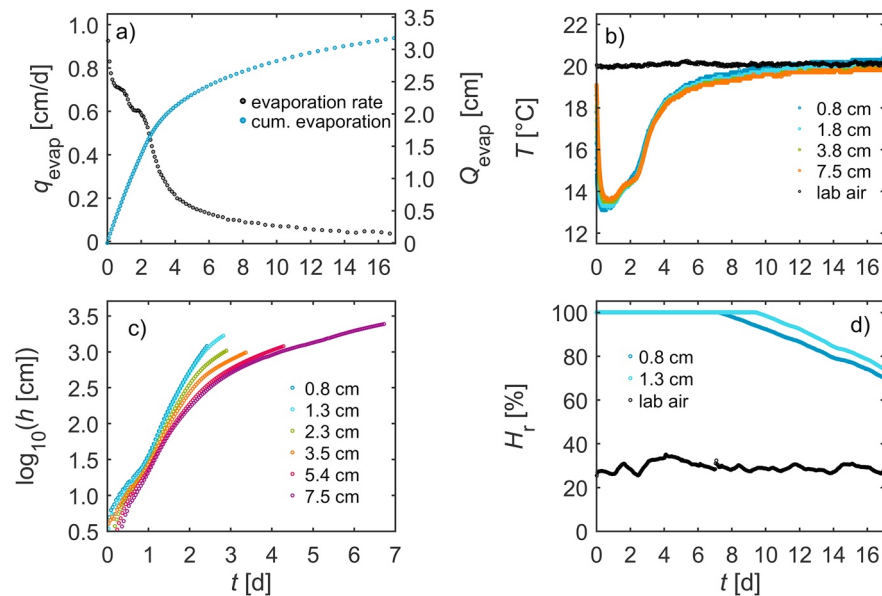 a)
1.0
0.8
0.6
0.4
0.2
0
q_evap [cm/d]
3.5
3.0
2.5
2.0
1.5
1.0
0.5
0
Q_evap [cm]
evaporation rate
cum. evaporation
0 2 4 6 8 10 12 14 16
b)
22
20
18
16
14
12
T [°C]
0.8 cm
1.8 cm
3.8 cm
7.5 cm
lab air
0 2 4 6 8 10 12 14 16
c)
3.5
3.0
2.5
2.0
1.5
1.0
0.5
log10(h [cm])
0.8 cm
1.3 cm
2.3 cm
3.5 cm
5.4 cm
7.5 cm
0 1 2 3 4 5 6 7
t [d]
d)
100
80
60
40
20
0
H_r [%]
0.8 cm
1.3 cm
lab air
0 2 4 6 8 10 12 14 16
t [d]